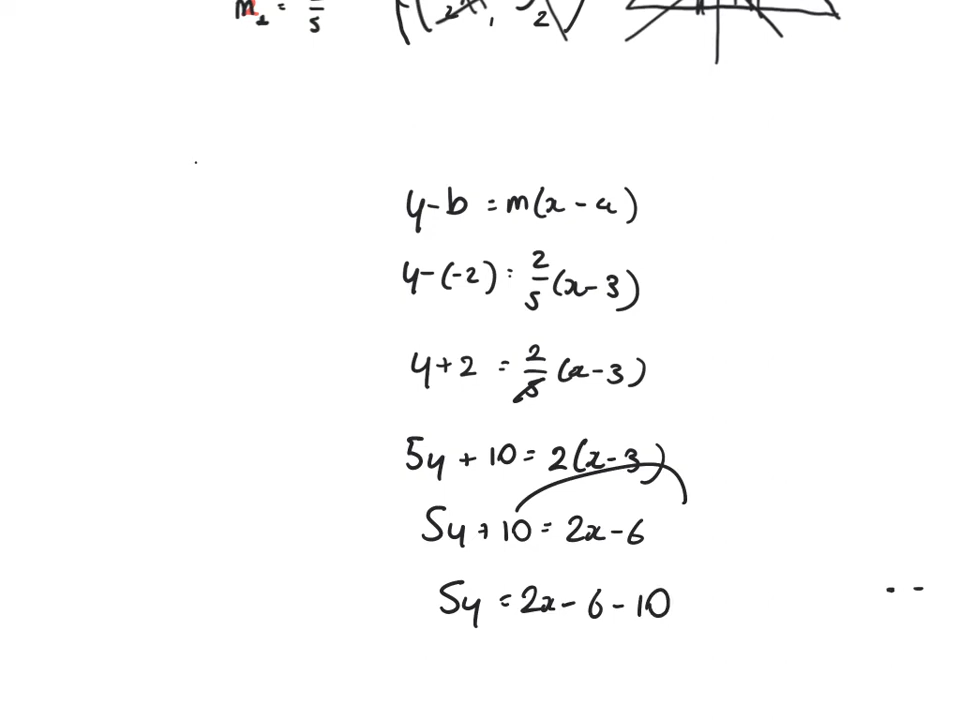 y-b = m(x-a)
y-(-2) = 2/5 (x-3)
y+2 = 2/5 (x-3)
5y + 10 = 2(x-3)
5y + 10 = 2x-6
5y = 2x-6-10